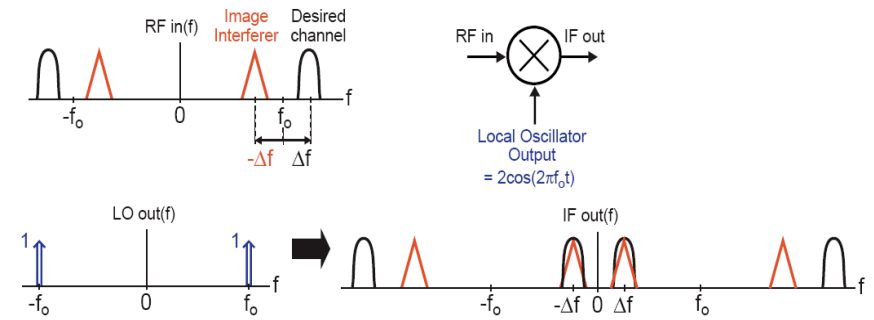 RF in(f)
Image
Interferer
Desired
channel
-fₒ
0
fₒ
f
-Δf
Δf
RF in
IF out
Local Oscillator
Output
= 2cos(2πfₒt)
LO out(f)
1
1
-fₒ
0
fₒ
f
IF out(f)
-fₒ
-Δf
0
Δf
fₒ
f